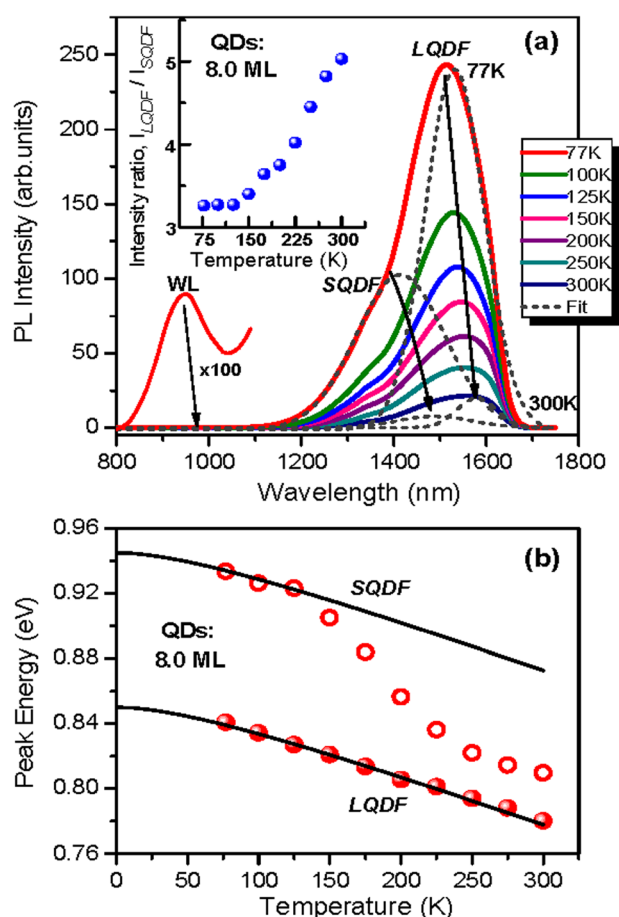 (a)
QDs:
8.0 ML
Intensity ratio, I_LQDF / I_SQDF
5
4
3
75 150 225 300
Temperature (K)
LQDF
77K
77K
100K
125K
150K
200K
250K
300K
Fit
SQDF
WL
x100
300K
PL Intensity (arb.units)
250
200
150
100
50
0
800 1000 1200 1400 1600 1800
Wavelength (nm)
(b)
SQDF
QDs:
8.0 ML
LQDF
Peak Energy (eV)
0.96
0.92
0.88
0.84
0.80
0.76
0 50 100 150 200 250 300
Temperature (K)